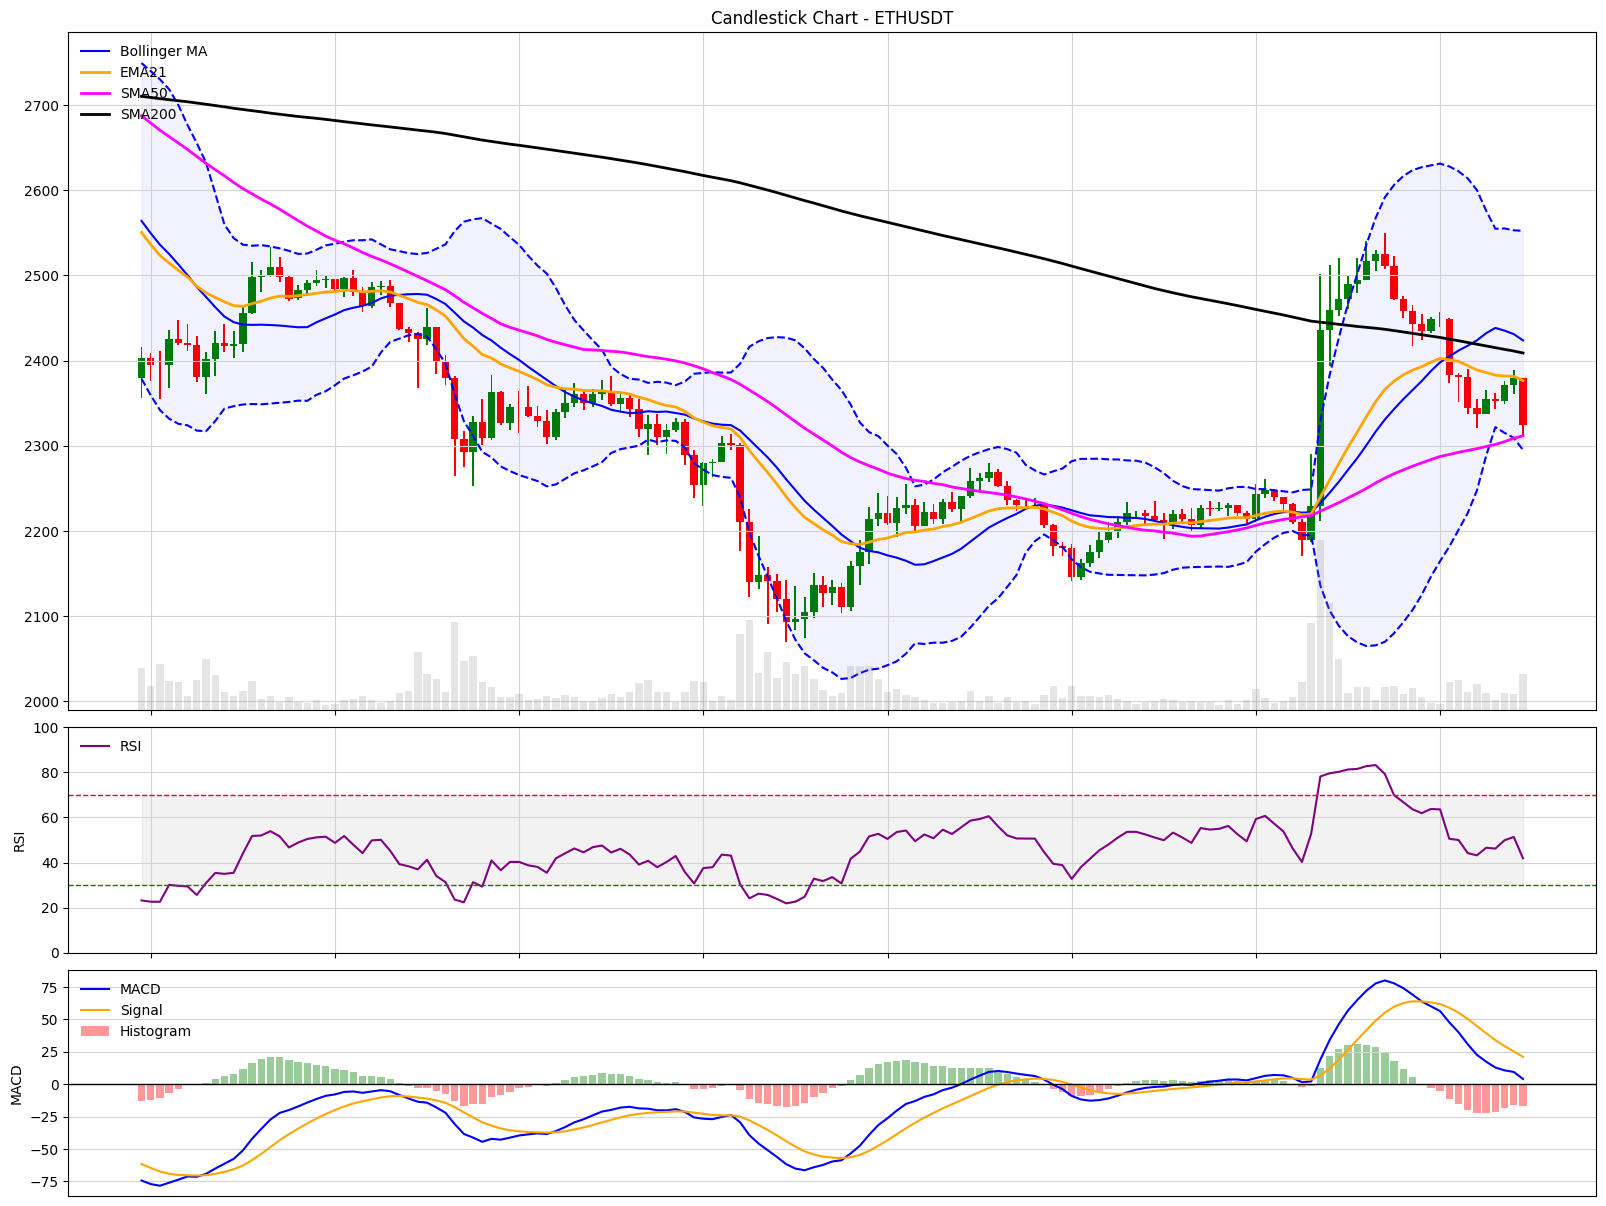 Candlestick Chart - ETHUSDT
Bollinger MA
EMA21
SMA50
SMA200
2700
2600
2500
2400
2300
2200
2100
2000
RSI
100
80
60
40
20
0
RSI
MACD
Signal
Histogram
75
50
25
0
−25
−50
−75
MACD